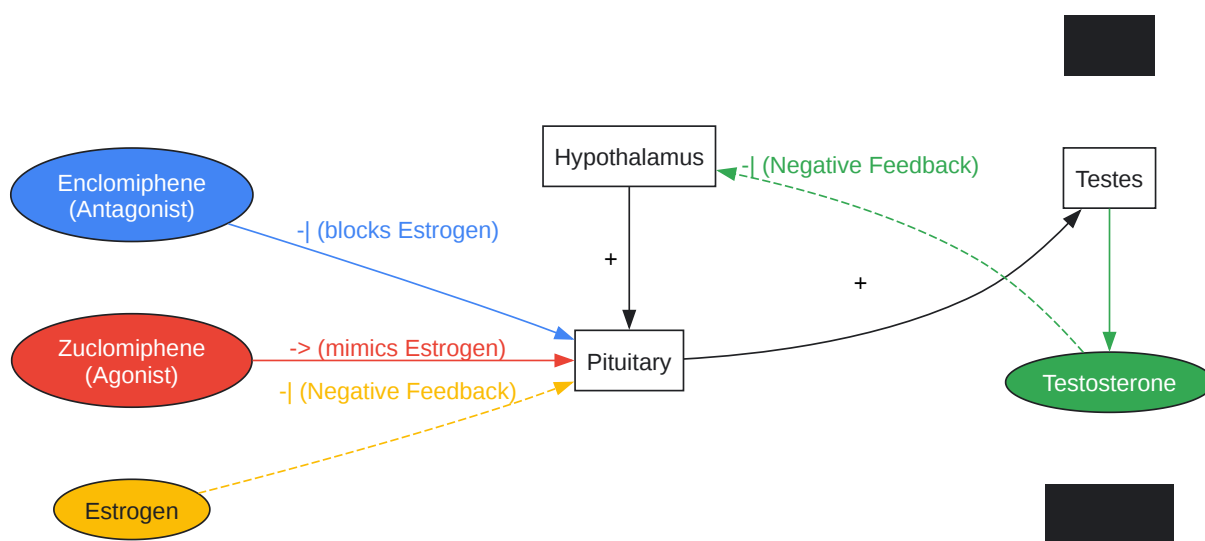 Hypothalamus
-| (Negative Feedback)
Enclomiphene
(Antagonist)
Testes
-| (blocks Estrogen)
+
+
Zuclomiphene
(Agonist)
-> (mimics Estrogen)
Pituitary
-| (Negative Feedback)
Testosterone
Estrogen